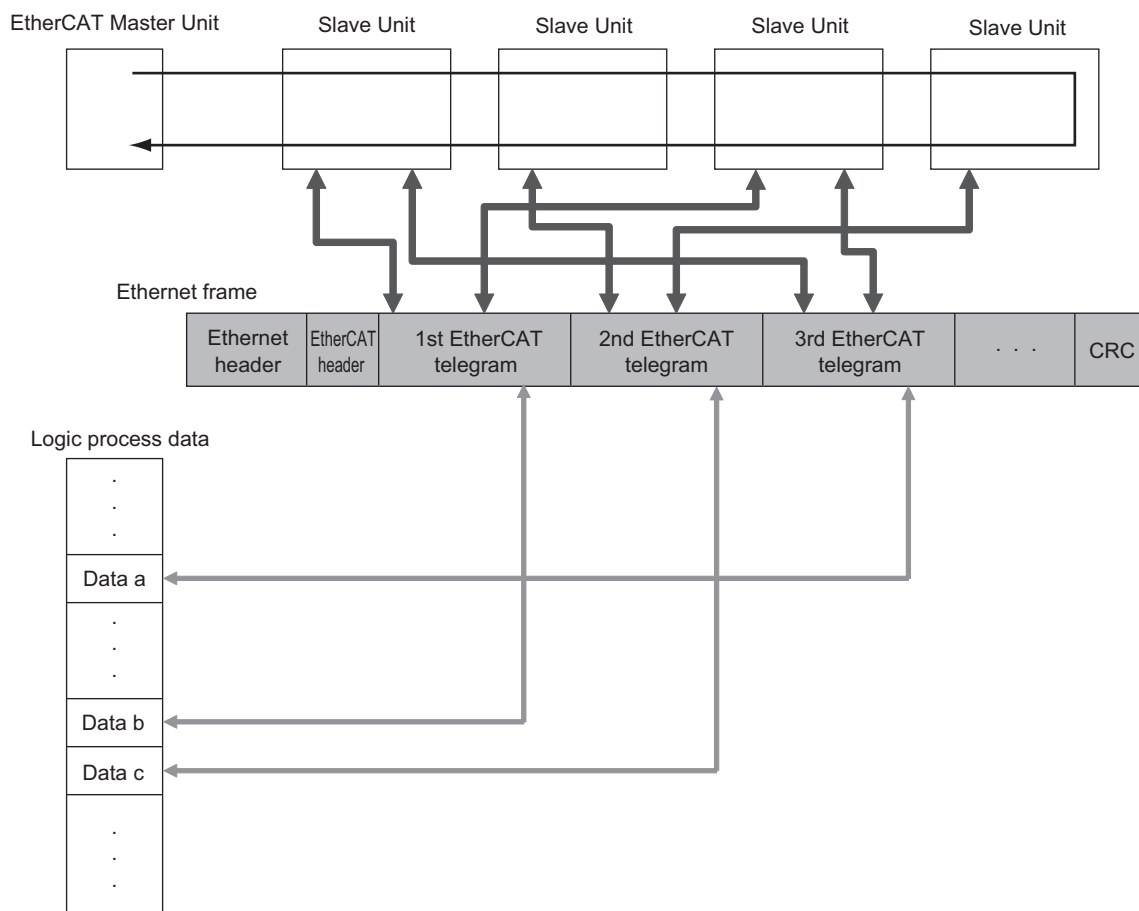 EtherCAT Master Unit
Slave Unit
Slave Unit
Slave Unit
Slave Unit
Ethernet frame
Ethernet
header
EtherCAT
header
1st EtherCAT
telegram
2nd EtherCAT
telegram
3rd EtherCAT
telegram
· · ·
CRC
Logic process data
·
·
·
Data a
·
·
·
Data b
Data c
·
·
·